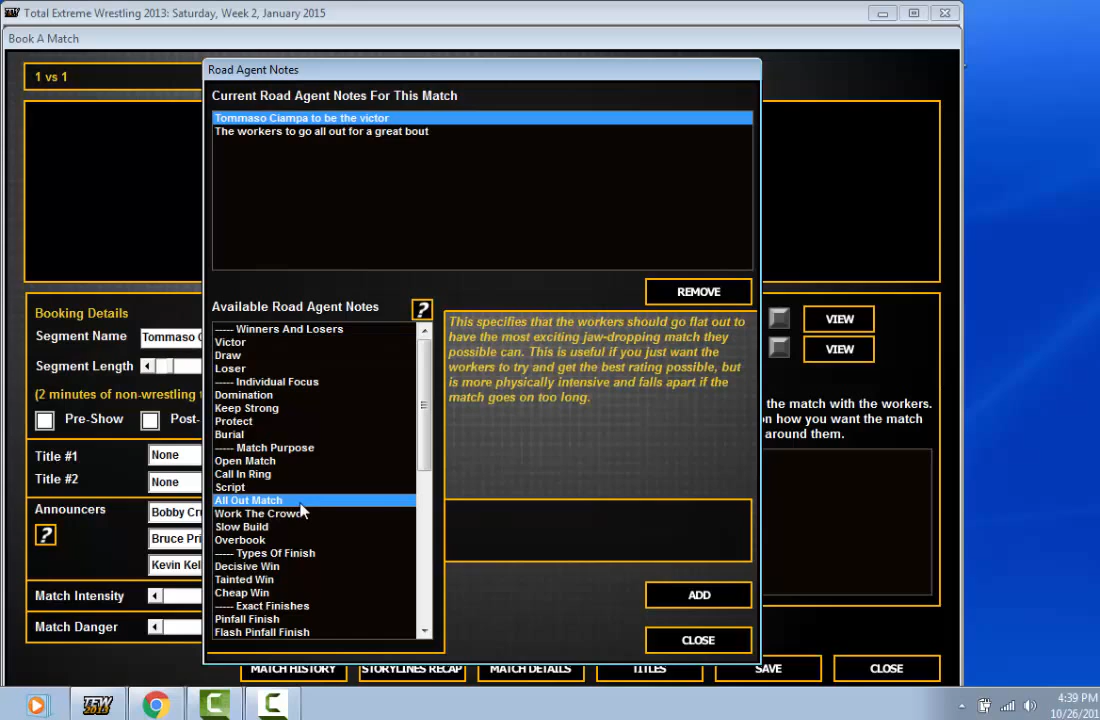 Total Extreme Wrestling 2013: Saturday, Week 2, January 2015
Book A Match
1 vs 1
Road Agent Notes
Current Road Agent Notes For This Match
Tommaso Ciampa to be the victor
The workers to go all out for a great bout
REMOVE
Available Road Agent Notes
?
----- Winners And Losers
Victor
Draw
Loser
----- Individual Focus
Domination
Keep Strong
Protect
Burial
----- Match Purpose
Open Match
Call In Ring
Script
All Out Match
Work The Crowd
Slow Build
Overbook
----- Types Of Finish
Decisive Win
Tainted Win
Cheap Win
----- Exact Finishes
Pinfall Finish
Flash Pinfall Finish
This specifies that the workers should go flat out to
have the most exciting jaw-dropping match they
possible can. This is useful if you just want the
workers to try and get the best rating possible, but
is more physically intensive and falls apart if the
match goes on too long.
ADD
CLOSE
Booking Details
Segment Name
Tommaso
Segment Length
(2 minutes of non-wrestling
Pre-Show
Post-
Title #1
None
Title #2
None
Announcers
?
Bobby
Bruce
Kevin
Match Intensity
Match Danger
VIEW
VIEW
the match with the workers.
on how you want the match
around them.
MATCH HISTORY
STORYLINES RECAP
MATCH DETAILS
TITLES
SAVE
CLOSE
TEW
2013
4:39 PM
10/26/201